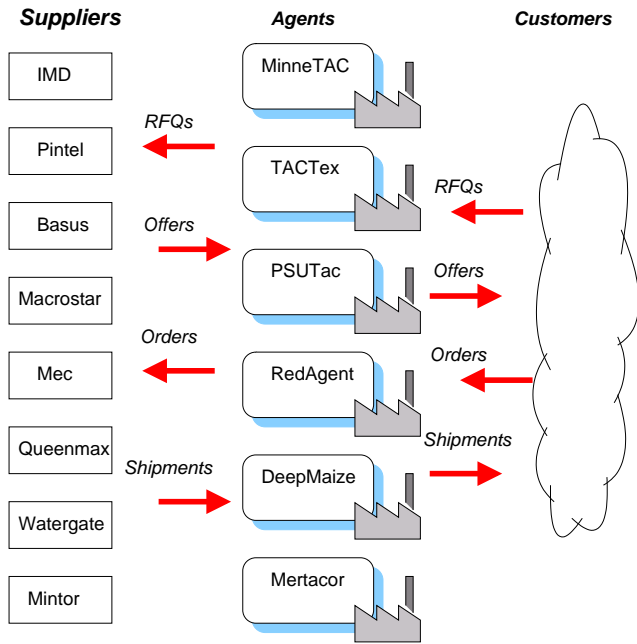 Suppliers
Agents
Customers
IMD
Pintel
Basus
Macrostar
Mec
Queenmax
Watergate
Mintor
RFQs
Offers
Orders
Shipments
MinneTAC
TACTex
PSUTac
RedAgent
DeepMaize
Mertacor
RFQs
Offers
Orders
Shipments